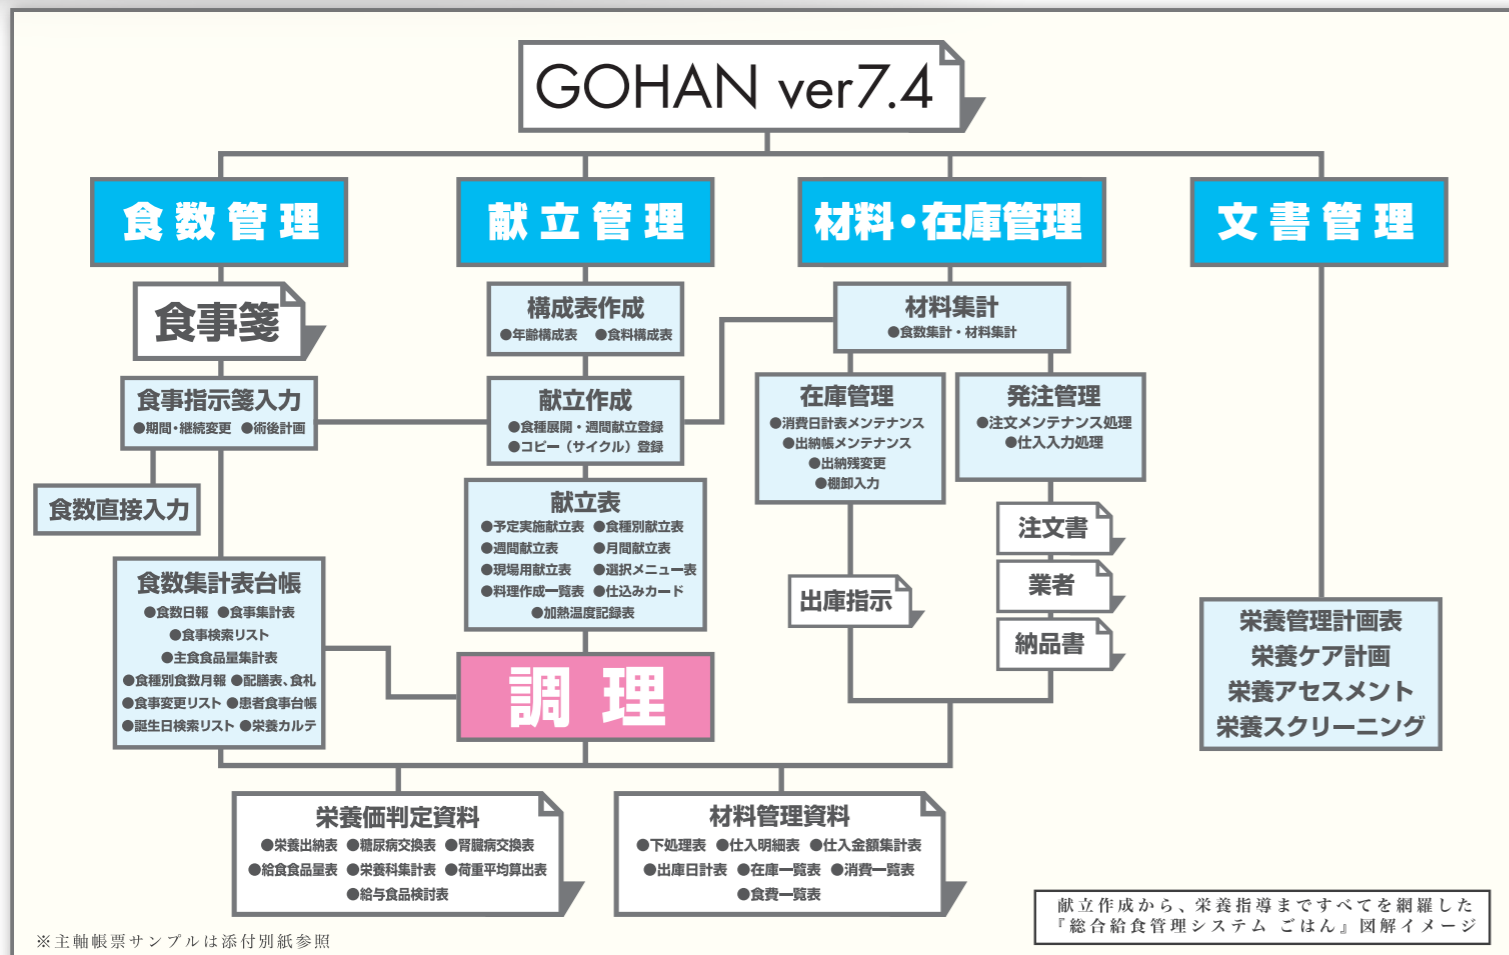 GOHAN ver7.4
食数管理
献立管理
材料・在庫管理
文書管理
食事箋
食事指示箋入力
●期間・継続変更 ●術後計画
食数直接入力
食数集計表台帳
●食数日報 ●食事集計表
●食事検索リスト
●主食食品量集計表
●食種別食数月報 ●配膳表、食札
●食事変更リスト ●患者食事台帳
●誕生日検索リスト ●栄養カルテ
構成表作成
●年齢構成表 ●食料構成表
献立作成
●食種展開・週間献立登録
●コピー（サイクル）登録
献立表
●予定実施献立表 ●食種別献立表
●週間献立表 ●月間献立表
●現場用献立表 ●選択メニュー表
●料理作成一覧表 ●仕込みカード
●加熱温度記録表
調理
材料集計
●食数集計・材料集計
在庫管理
●消費日計表メンテナンス
●出納帳メンテナンス
●出納残変更
●棚卸入力
出庫指示
発注管理
●注文メンテナンス処理
●仕入入力処理
注文書
業者
納品書
栄養管理計画表
栄養ケア計画
栄養アセスメント
栄養スクリーニング
栄養価判定資料
●栄養出納表 ●糖尿病交換表 ●腎臓病交換表
●給食食品量表 ●栄養科集計表 ●荷重平均算出表
●給与食品検討表
材料管理資料
●下処理表 ●仕入明細表 ●仕入金額集計表
●出庫日計表 ●在庫一覧表 ●消費一覧表
●食費一覧表
献立作成から、栄養指導まですべてを網羅した
『総合給食管理システム ごはん』図解イメージ
※主軸帳票サンプルは添付別紙参照